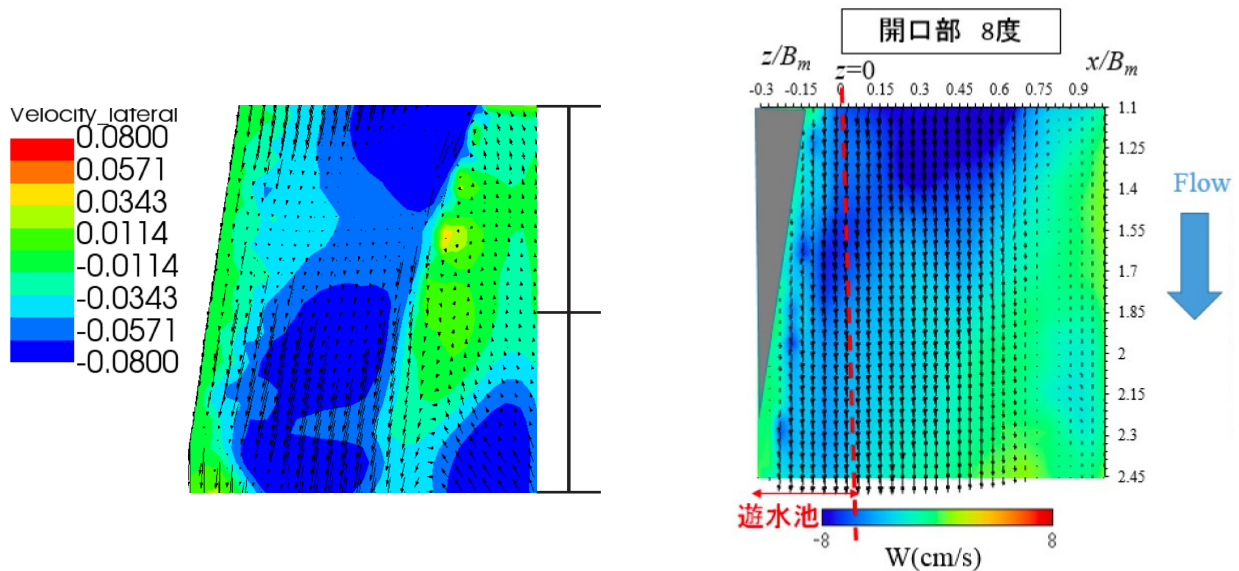 Velocity_lateral
0.0800
0.0571
0.0343
0.0114
-0.0114
-0.0343
-0.0571
-0.0800
開口部 8度
z/Bm
z=0
x/Bm
-0.3 -0.15 0 0.15 0.3 0.45 0.6 0.75 0.9
1.1
1.25
1.4
1.55
1.7
1.85
2
2.15
2.3
2.45
Flow
遊水池
-8 8
W(cm/s)